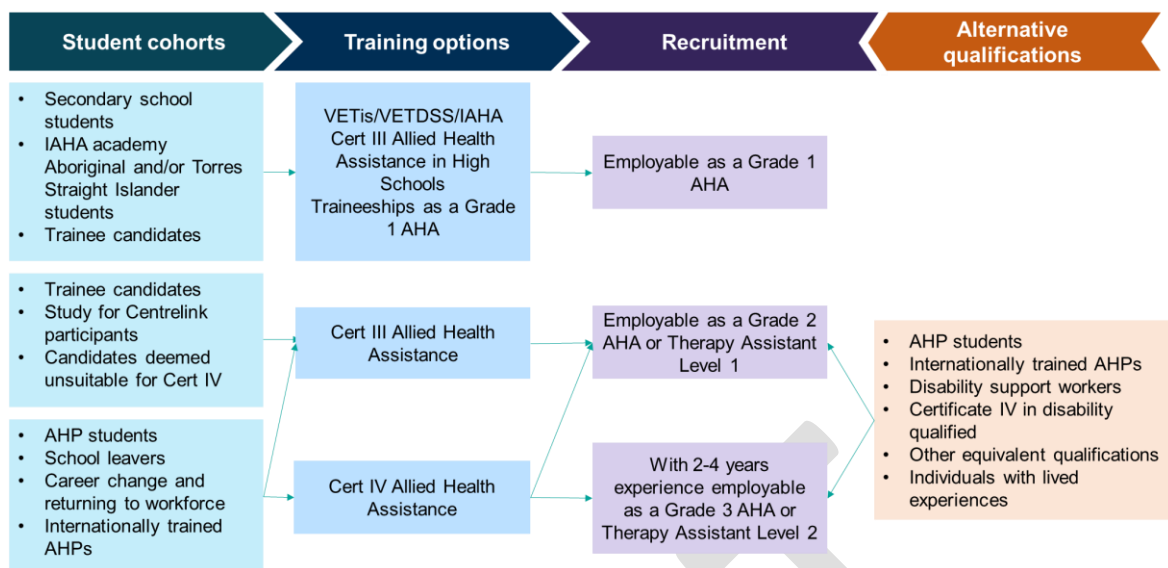 Student cohorts
Training options
Recruitment
Alternative
qualifications
• Secondary school
students
• IAHA academy
Aboriginal and/or Torres
Straight Islander
students
• Trainee candidates
VETis/VETDSS/IAHA
Cert III Allied Health
Assistance in High
Schools
Traineeships as a Grade
1 AHA
Employable as a Grade 1
AHA
• Trainee candidates
• Study for Centrelink
participants
• Candidates deemed
unsuitable for Cert IV
Cert III Allied Health
Assistance
Employable as a Grade 2
AHA or Therapy Assistant
Level 1
• AHP students
• School leavers
• Career change and
returning to workforce
• Internationally trained
AHPs
Cert IV Allied Health
Assistance
With 2-4 years
experience employable
as a Grade 3 AHA or
Therapy Assistant Level 2
• AHP students
• Internationally trained AHPs
• Disability support workers
• Certificate IV in disability
qualified
• Other equivalent qualifications
• Individuals with lived
experiences